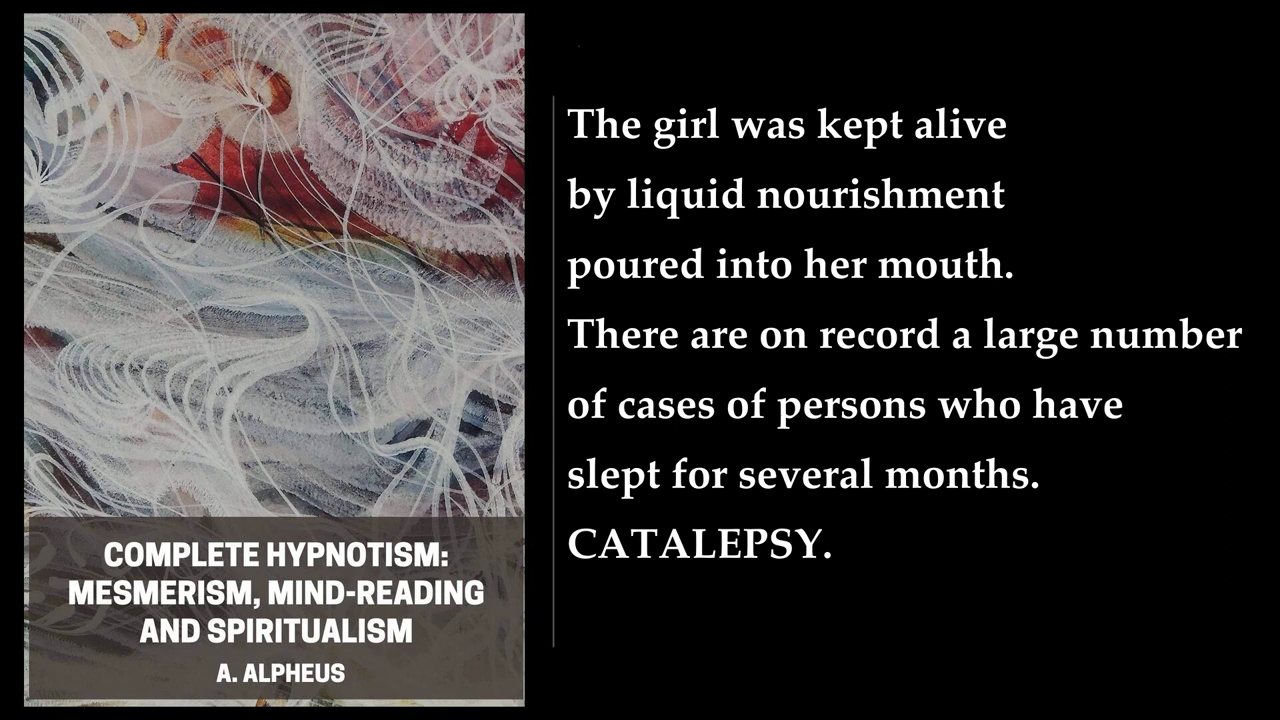 COMPLETE HYPNOTISM:
MESMERISM, MIND-READING
AND SPIRITUALISM
A. ALPHEUS
The girl was kept alive
by liquid nourishment
poured into her mouth.
There are on record a large number
of cases of persons who have
slept for several months.
CATALEPSY.